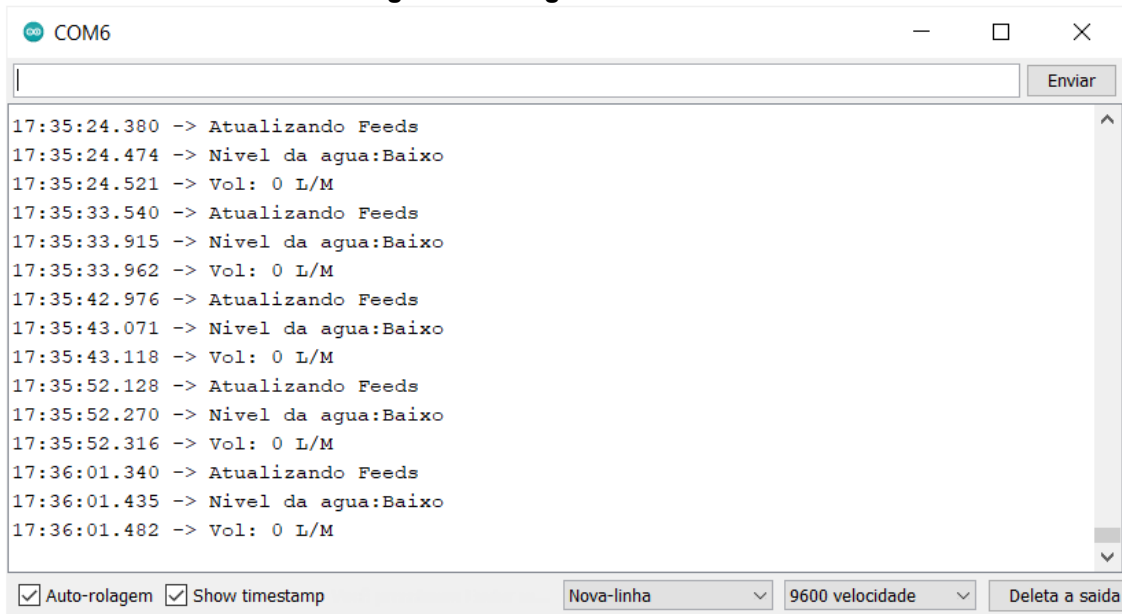 COM6
Enviar
17:35:24.380 -> Atualizando Feeds
17:35:24.474 -> Nivel da agua:Baixo
17:35:24.521 -> Vol: 0 L/M
17:35:33.540 -> Atualizando Feeds
17:35:33.915 -> Nivel da agua:Baixo
17:35:33.962 -> Vol: 0 L/M
17:35:42.976 -> Atualizando Feeds
17:35:43.071 -> Nivel da agua:Baixo
17:35:43.118 -> Vol: 0 L/M
17:35:52.128 -> Atualizando Feeds
17:35:52.270 -> Nivel da agua:Baixo
17:35:52.316 -> Vol: 0 L/M
17:36:01.340 -> Atualizando Feeds
17:36:01.435 -> Nivel da agua:Baixo
17:36:01.482 -> Vol: 0 L/M
Auto-rolagem Show timestamp Nova-linha 9600 velocidade Deleta a saida